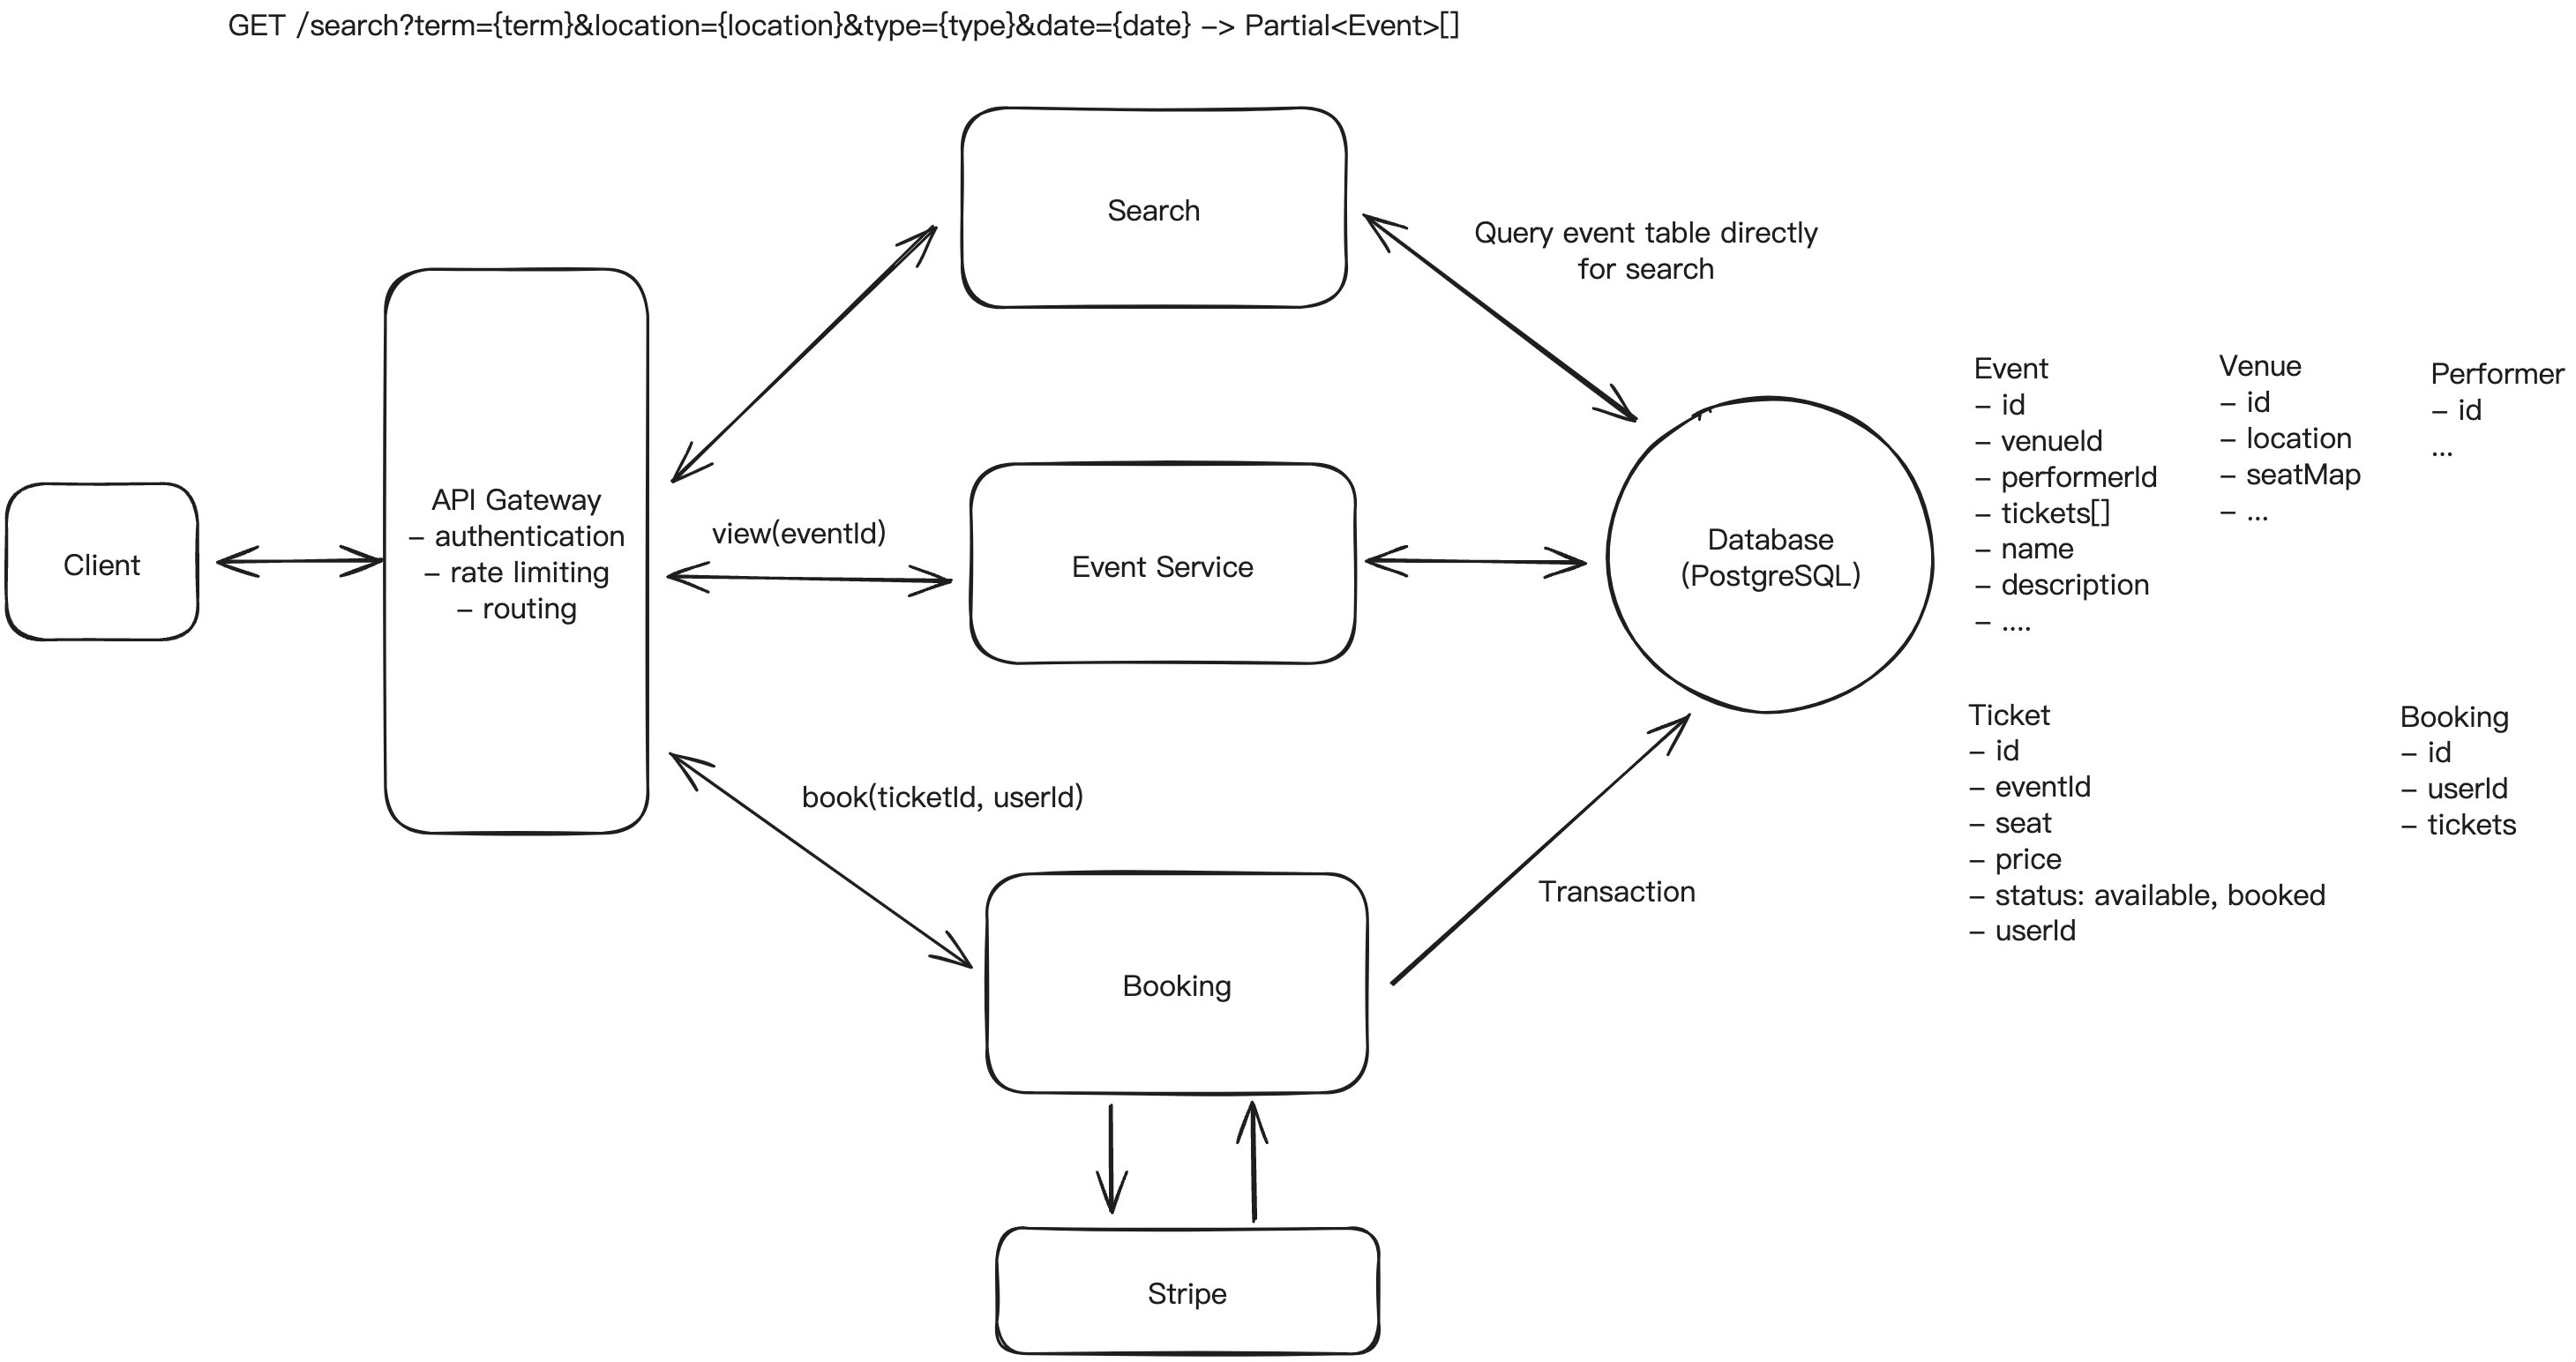 GET /search?term={term}&location={location}&type={type}&date={date} -> Partial<Event>[]
Search
Query event table directly
for search
Client
API Gateway
- authentication
- rate limiting
- routing
view(eventId)
Event Service
Database
(PostgreSQL)
Event
- id
- venueId
- performerId
- tickets[]
- name
- description
- ....
Venue
- id
- location
- seatMap
- ...
Performer
- id
...
book(ticketId, userId)
Booking
Transaction
Ticket
- id
- eventId
- seat
- price
- status: available, booked
- userId
Booking
- id
- userId
- tickets
Stripe